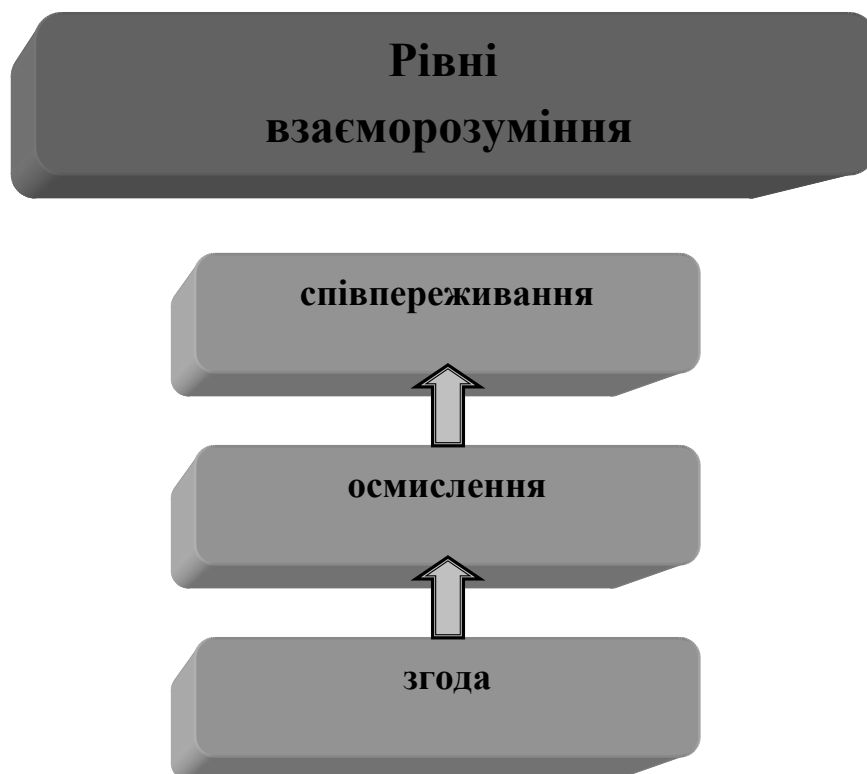 Рівні
взаєморозуміння
співпереживання
осмислення
згода